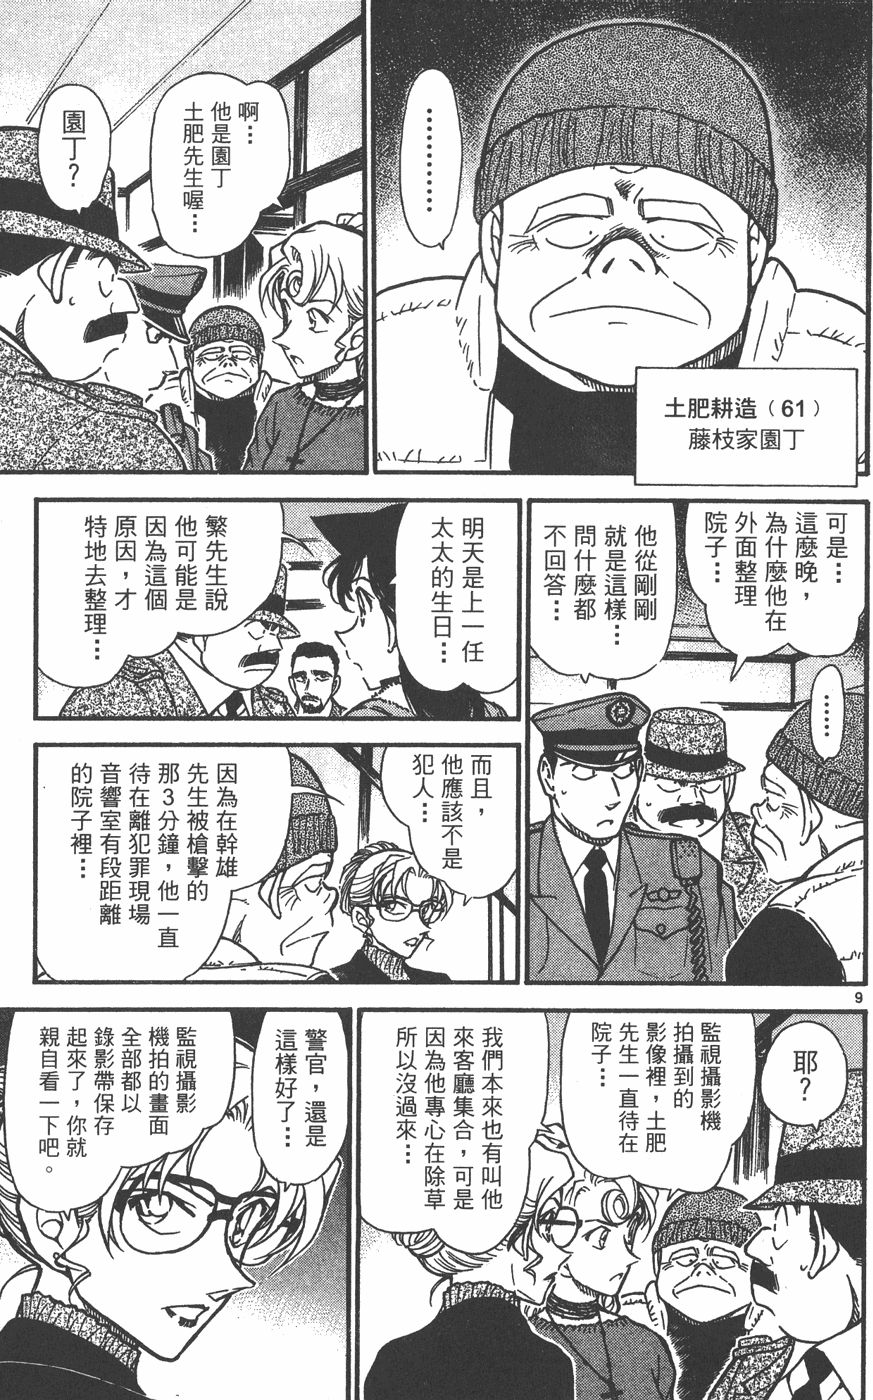 ………
土肥耕造（61）
藤枝家園丁
啊…
他是園丁
土肥先生喔…
園丁?
可是…
這麼晚，
為什麼他在
外面整理
院子…
……
他從剛剛
就是這樣…
問什麼都
不回答…
明天是上一任
太太的生日…
繁先生說
他可能是
因為這個
原因，才
特地去整理…
而且，
他應該不是
犯人…
因為在幹雄
先生被槍擊的
那3分鐘，他一直
待在離犯罪現場
音響室有段距離
的院子裡…
9
耶?
監視攝影機
拍攝到的
影像裡，土肥
先生一直待在
院子…
我們本來也有叫他
來客廳集合，可是
因為他專心在除草
所以沒過來…
警官，還是
這樣好了…
監視攝影
機拍的畫面
全部都以
錄影帶保存
起來了，你就
親自看一下吧。